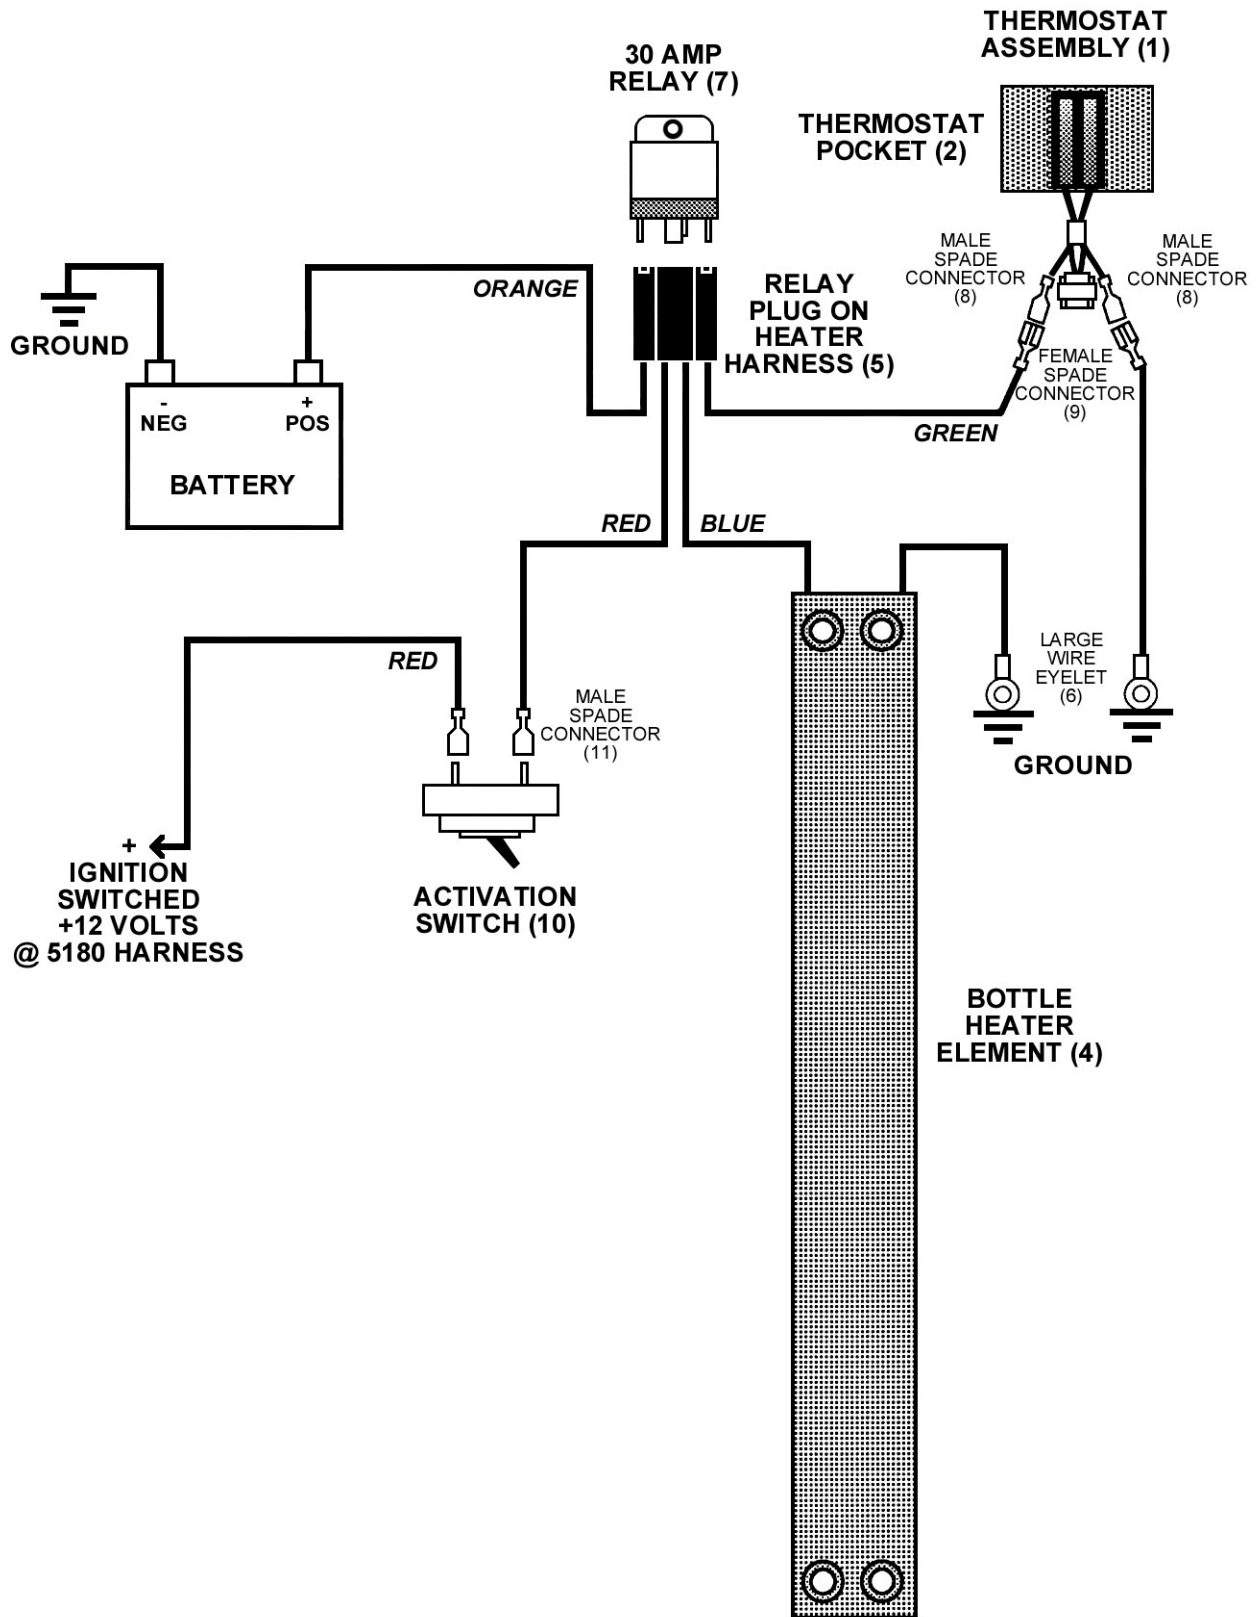 THERMOSTAT
ASSEMBLY (1)
30 AMP
RELAY (7)
THERMOSTAT
POCKET (2)
MALE
SPADE
CONNECTOR
(8)
MALE
SPADE
CONNECTOR
(8)
ORANGE
RELAY
PLUG ON
HEATER
HARNESS (5)
GROUND
FEMALE
SPADE
CONNECTOR
(9)
-
NEG
+
POS
BATTERY
GREEN
RED
BLUE
RED
LARGE
WIRE
EYELET
(6)
MALE
SPADE
CONNECTOR
(11)
GROUND
+
IGNITION
SWITCHED
+12 VOLTS
@ 5180 HARNESS
ACTIVATION
SWITCH (10)
BOTTLE
HEATER
ELEMENT (4)